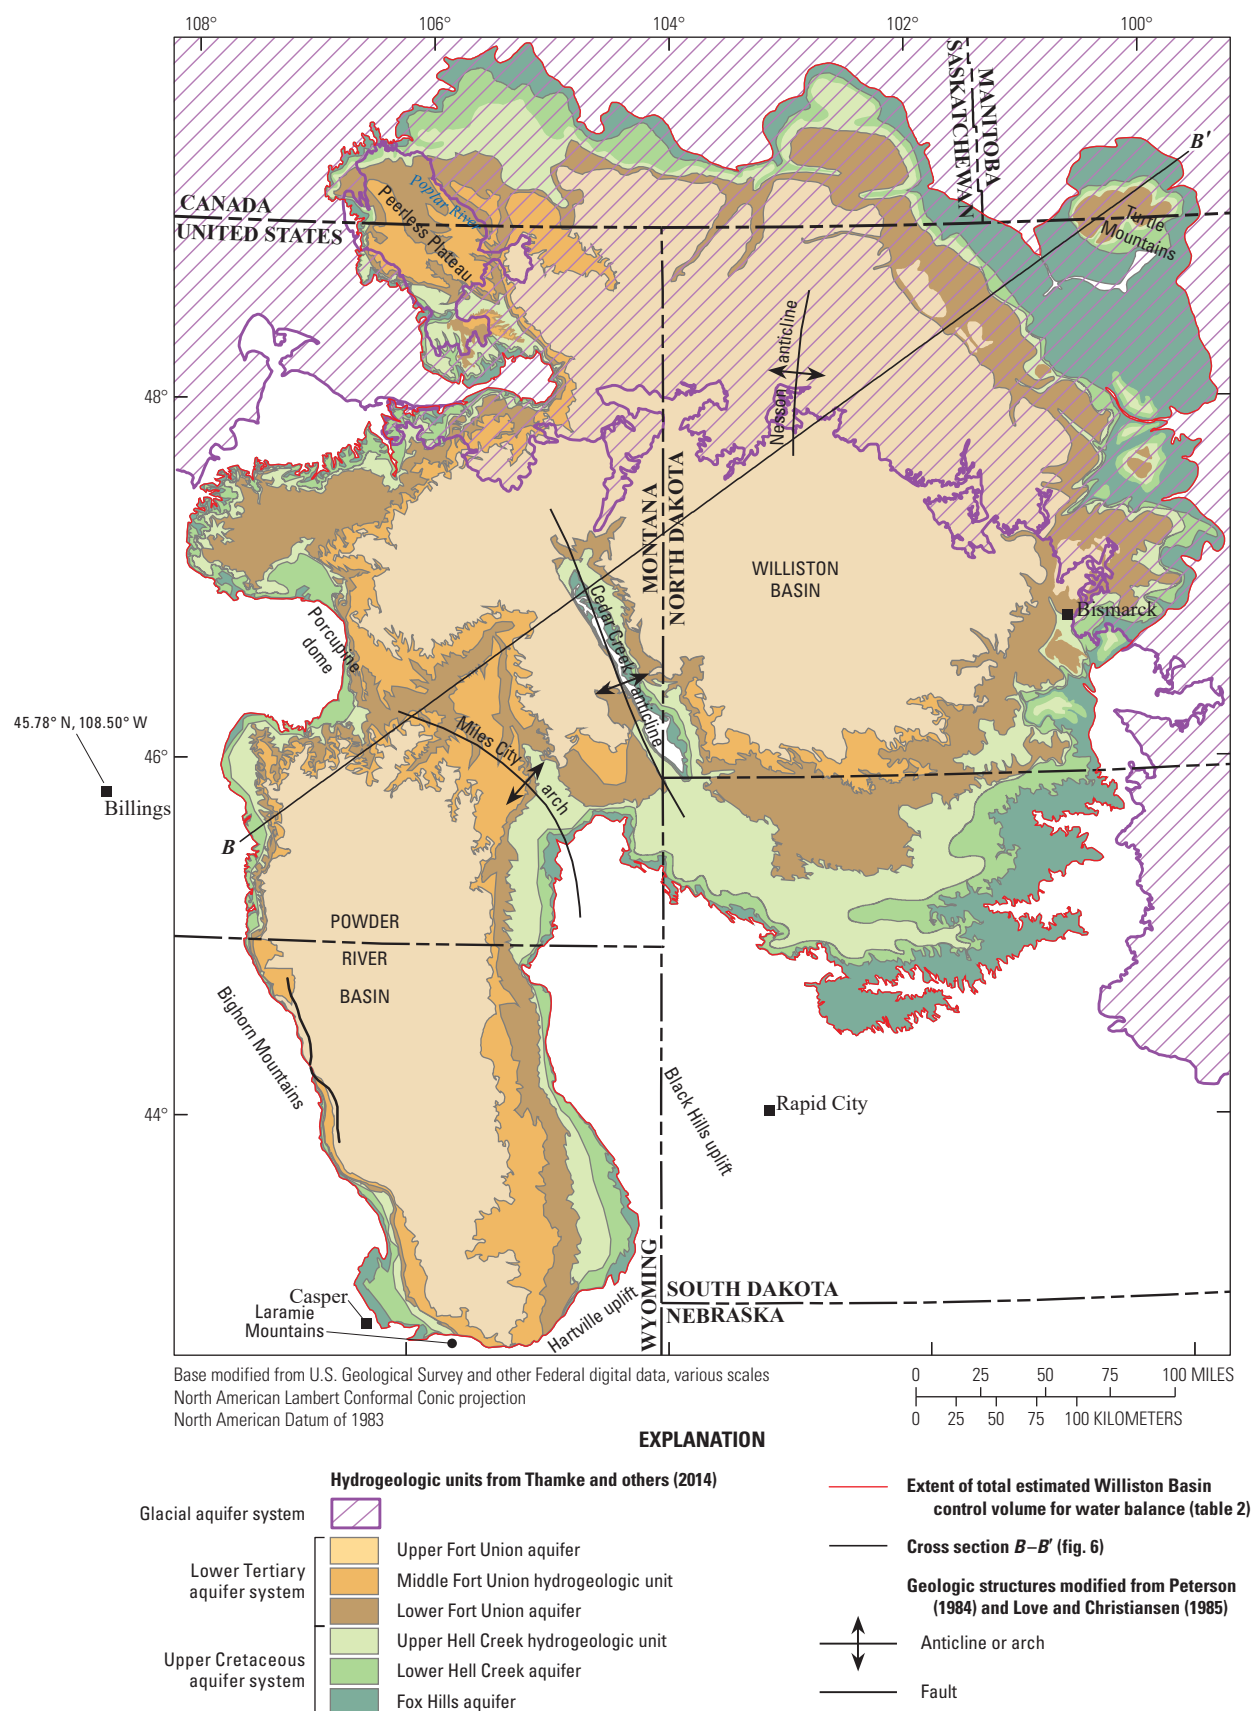 108°
106°
104°
102°
100°
SASKATCHEWAN
MANITOBA
B′
CANADA
UNITED STATES
Poplar River
Peerless Plateau
Turtle
Mountains
48°
Nesson anticline
MONTANA
NORTH DAKOTA
WILLISTON
BASIN
Bismarck
Cedar Creek anticline
Porcupine
dome
45.78° N, 108.50° W
46°
Billings
Miles City arch
B
POWDER
RIVER
BASIN
Bighorn Mountains
44°
Black Hills uplift
Rapid City
Casper
Laramie
Mountains
Hartville uplift
WYOMING
SOUTH DAKOTA
NEBRASKA
Base modified from U.S. Geological Survey and other Federal digital data, various scales
North American Lambert Conformal Conic projection
North American Datum of 1983
0 25 50 75 100 MILES
0 25 50 75 100 KILOMETERS
EXPLANATION
Hydrogeologic units from Thamke and others (2014)
Glacial aquifer system
Lower Tertiary
aquifer system
Upper Fort Union aquifer
Middle Fort Union hydrogeologic unit
Lower Fort Union aquifer
Upper Cretaceous
aquifer system
Upper Hell Creek hydrogeologic unit
Lower Hell Creek aquifer
Fox Hills aquifer
Extent of total estimated Williston Basin
control volume for water balance (table 2)
Cross section B–B′ (fig. 6)
Geologic structures modified from Peterson
(1984) and Love and Christiansen (1985)
Anticline or arch
Fault